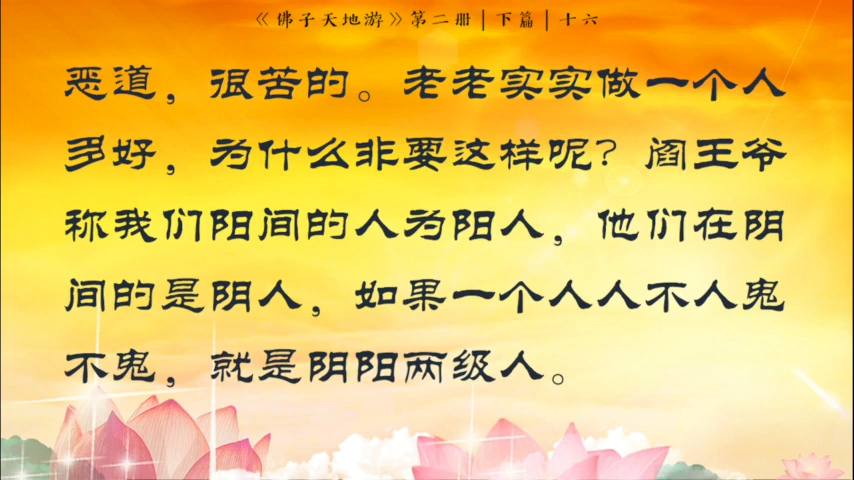 《佛子天地游》第二册|下篇|十六
恶道，很苦的。老老实实做一个人
多好，为什么非要这样呢？阎王爷
称我们阳间的人为阳人，他们在阴
间的是阴人，如果一个人人不人鬼
不鬼，就是阴阳两级人。